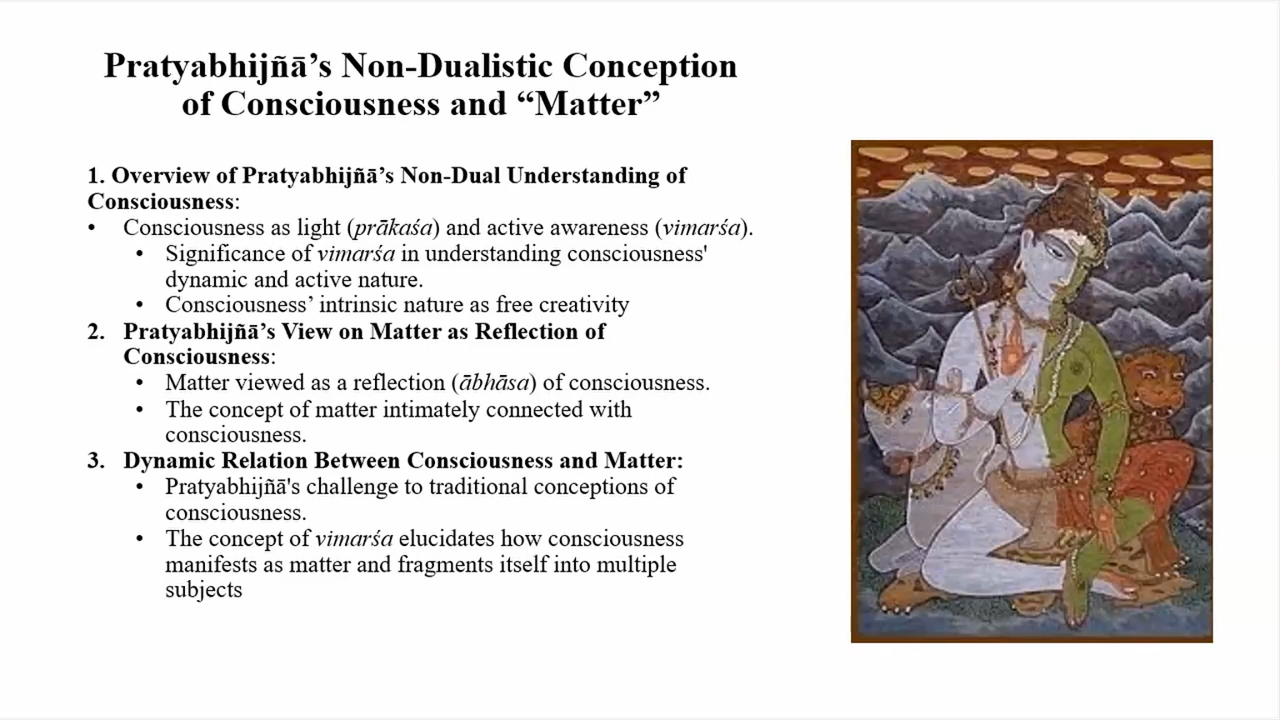 Pratyabhijñā’s Non-Dualistic Conception
of Consciousness and “Matter”
1. Overview of Pratyabhijñā’s Non-Dual Understanding of
Consciousness:
• Consciousness as light (prākaśa) and active awareness (vimarśa).
• Significance of vimarśa in understanding consciousness'
dynamic and active nature.
• Consciousness’ intrinsic nature as free creativity
2. Pratyabhijñā’s View on Matter as Reflection of
Consciousness:
• Matter viewed as a reflection (ābhāsa) of consciousness.
• The concept of matter intimately connected with
consciousness.
3. Dynamic Relation Between Consciousness and Matter:
• Pratyabhijñā's challenge to traditional conceptions of
consciousness.
• The concept of vimarśa elucidates how consciousness
manifests as matter and fragments itself into multiple
subjects